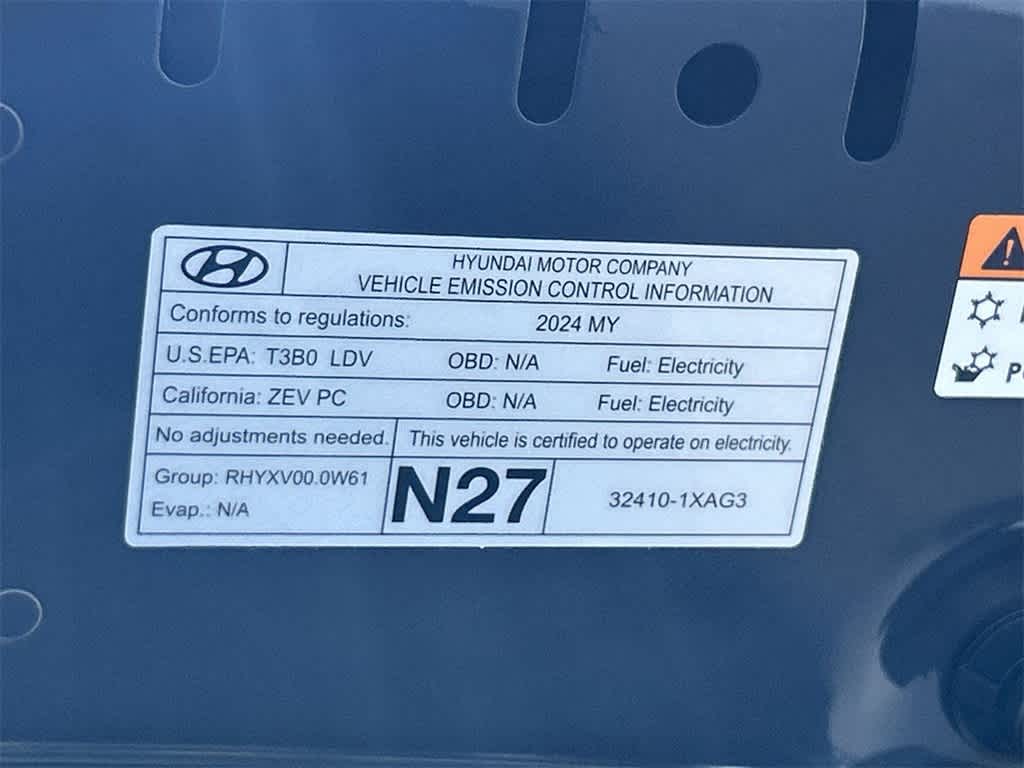 HYUNDAI MOTOR COMPANY
VEHICLE EMISSION CONTROL INFORMATION
Conforms to regulations: 2024 MY
U.S.EPA: T3B0 LDV OBD: N/A Fuel: Electricity
California: ZEV PC OBD: N/A Fuel: Electricity
No adjustments needed. This vehicle is certified to operate on electricity.
Group: RHYXV00.0W61
Evap.: N/A
N27
32410-1XAG3